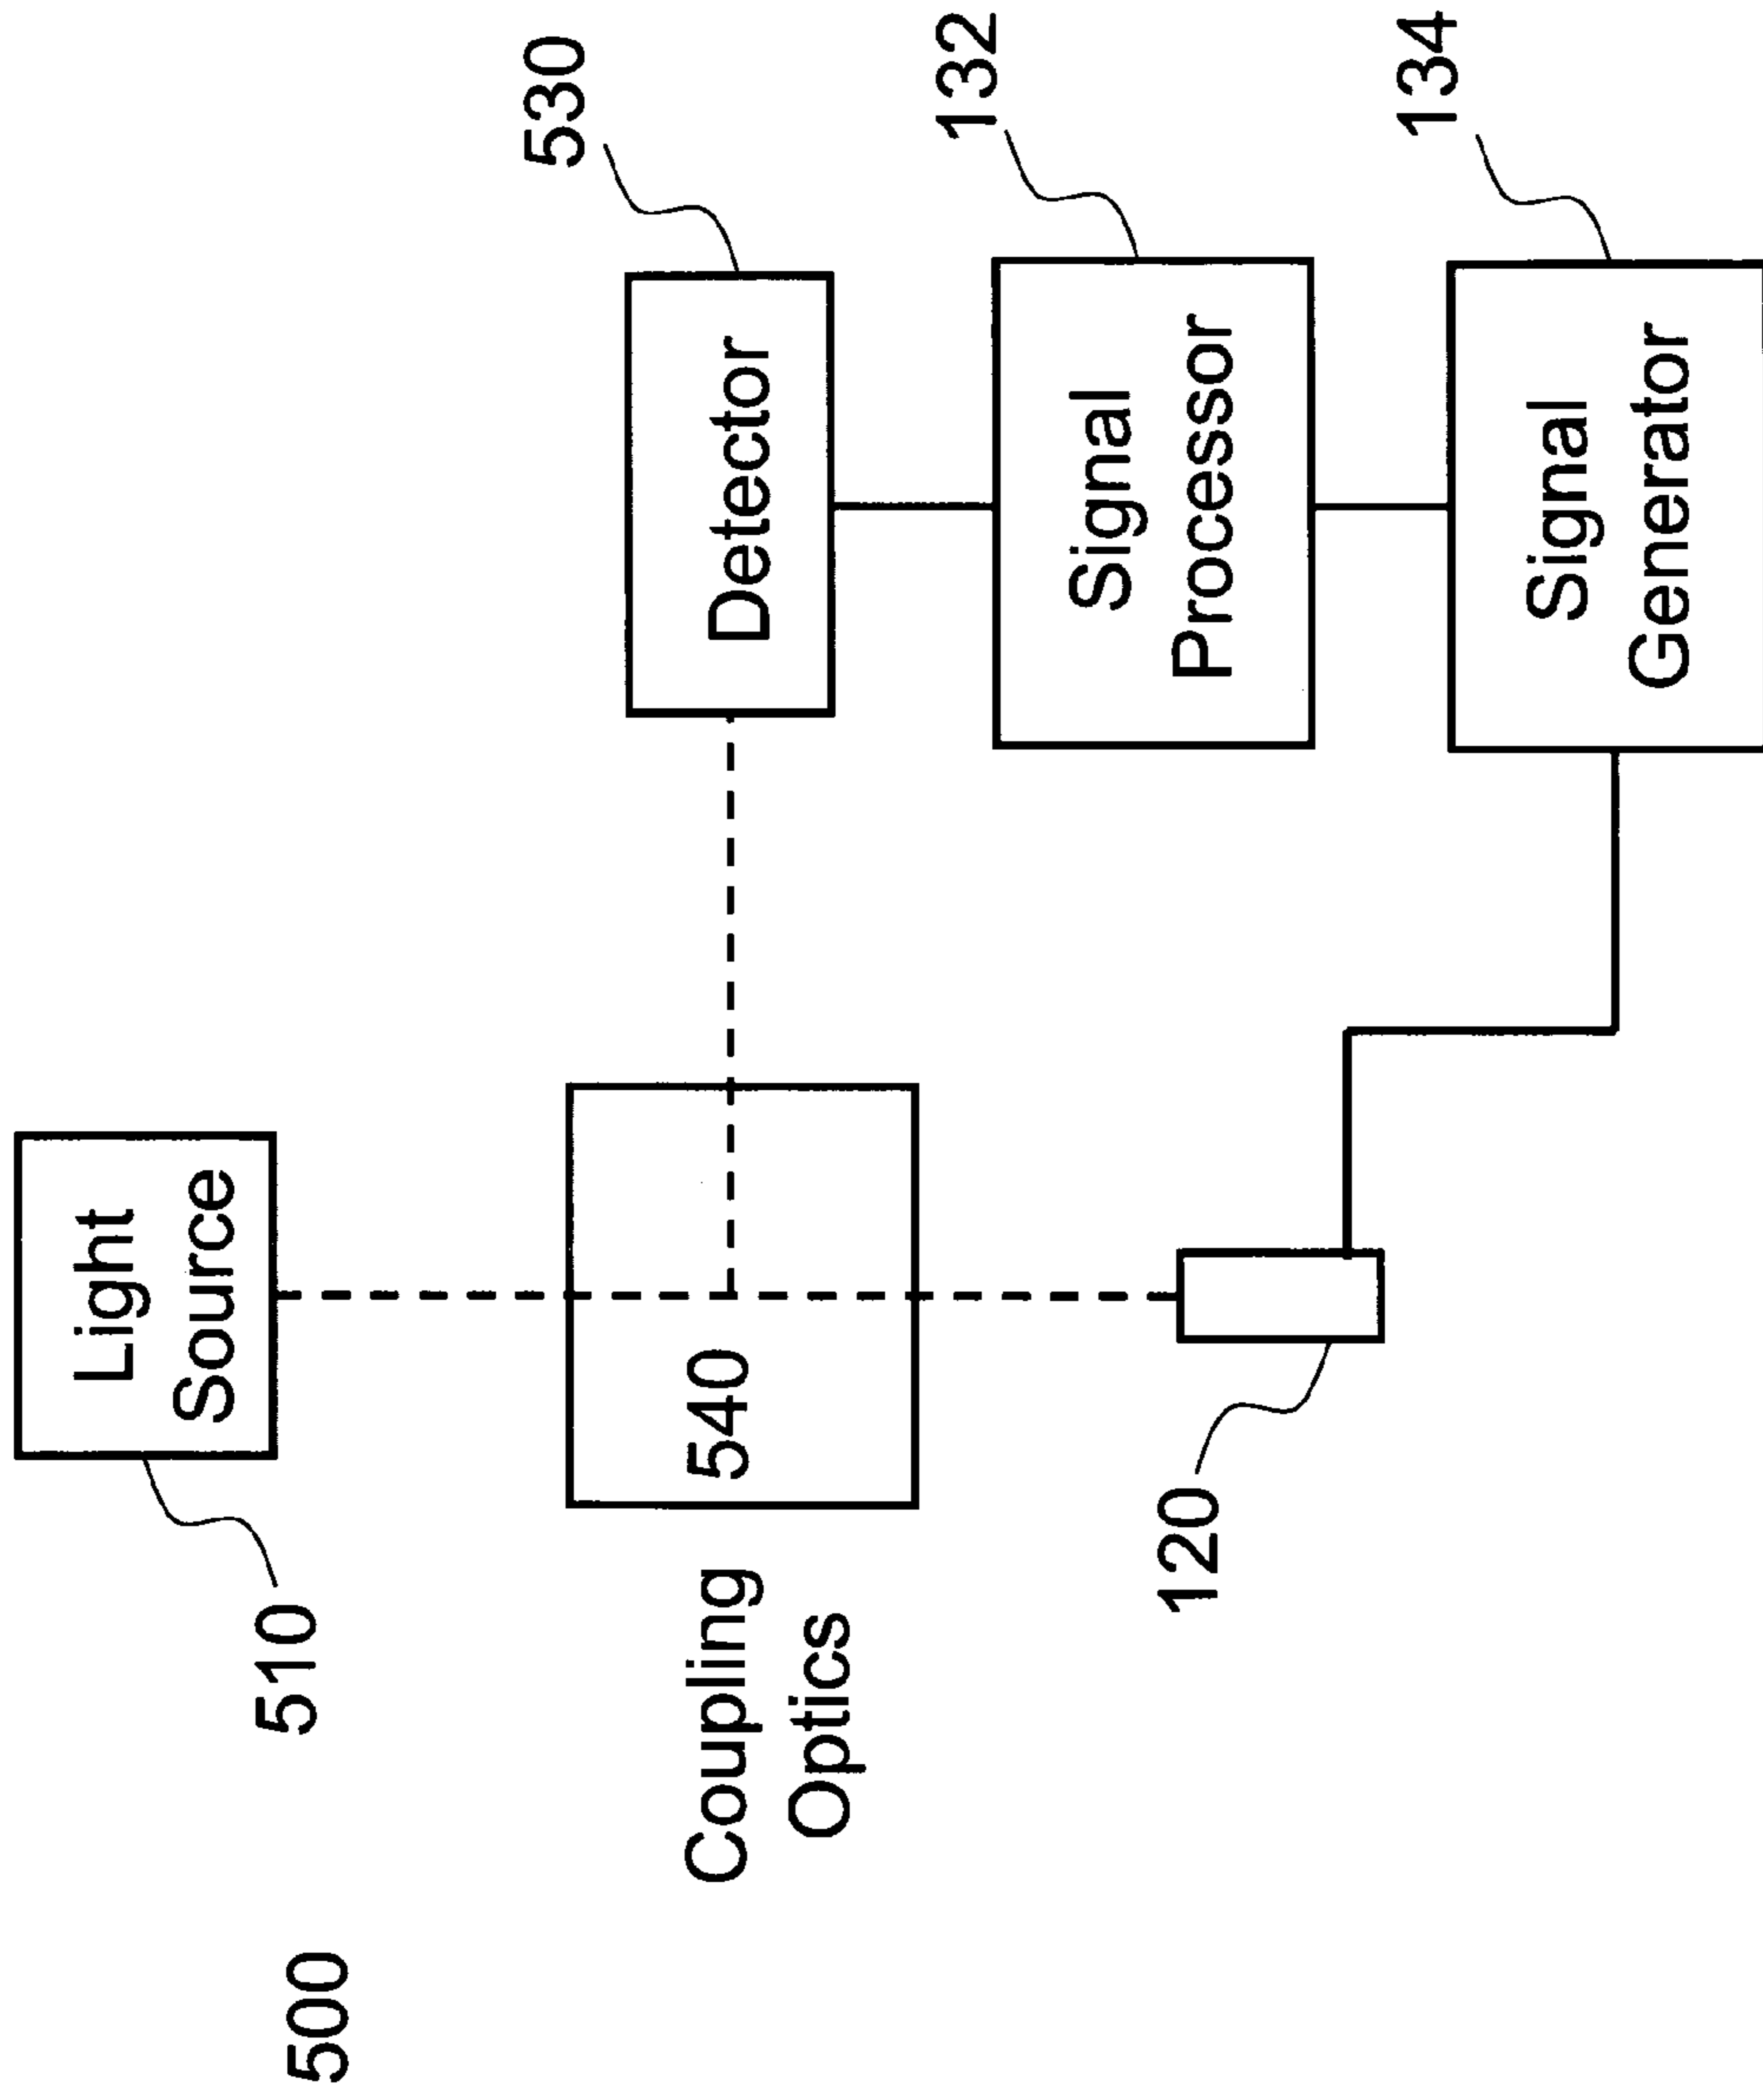 500
510
Light
Source
Coupling
Optics
540
120
Detector
530
Signal
Processor
132
Signal
Generator
134